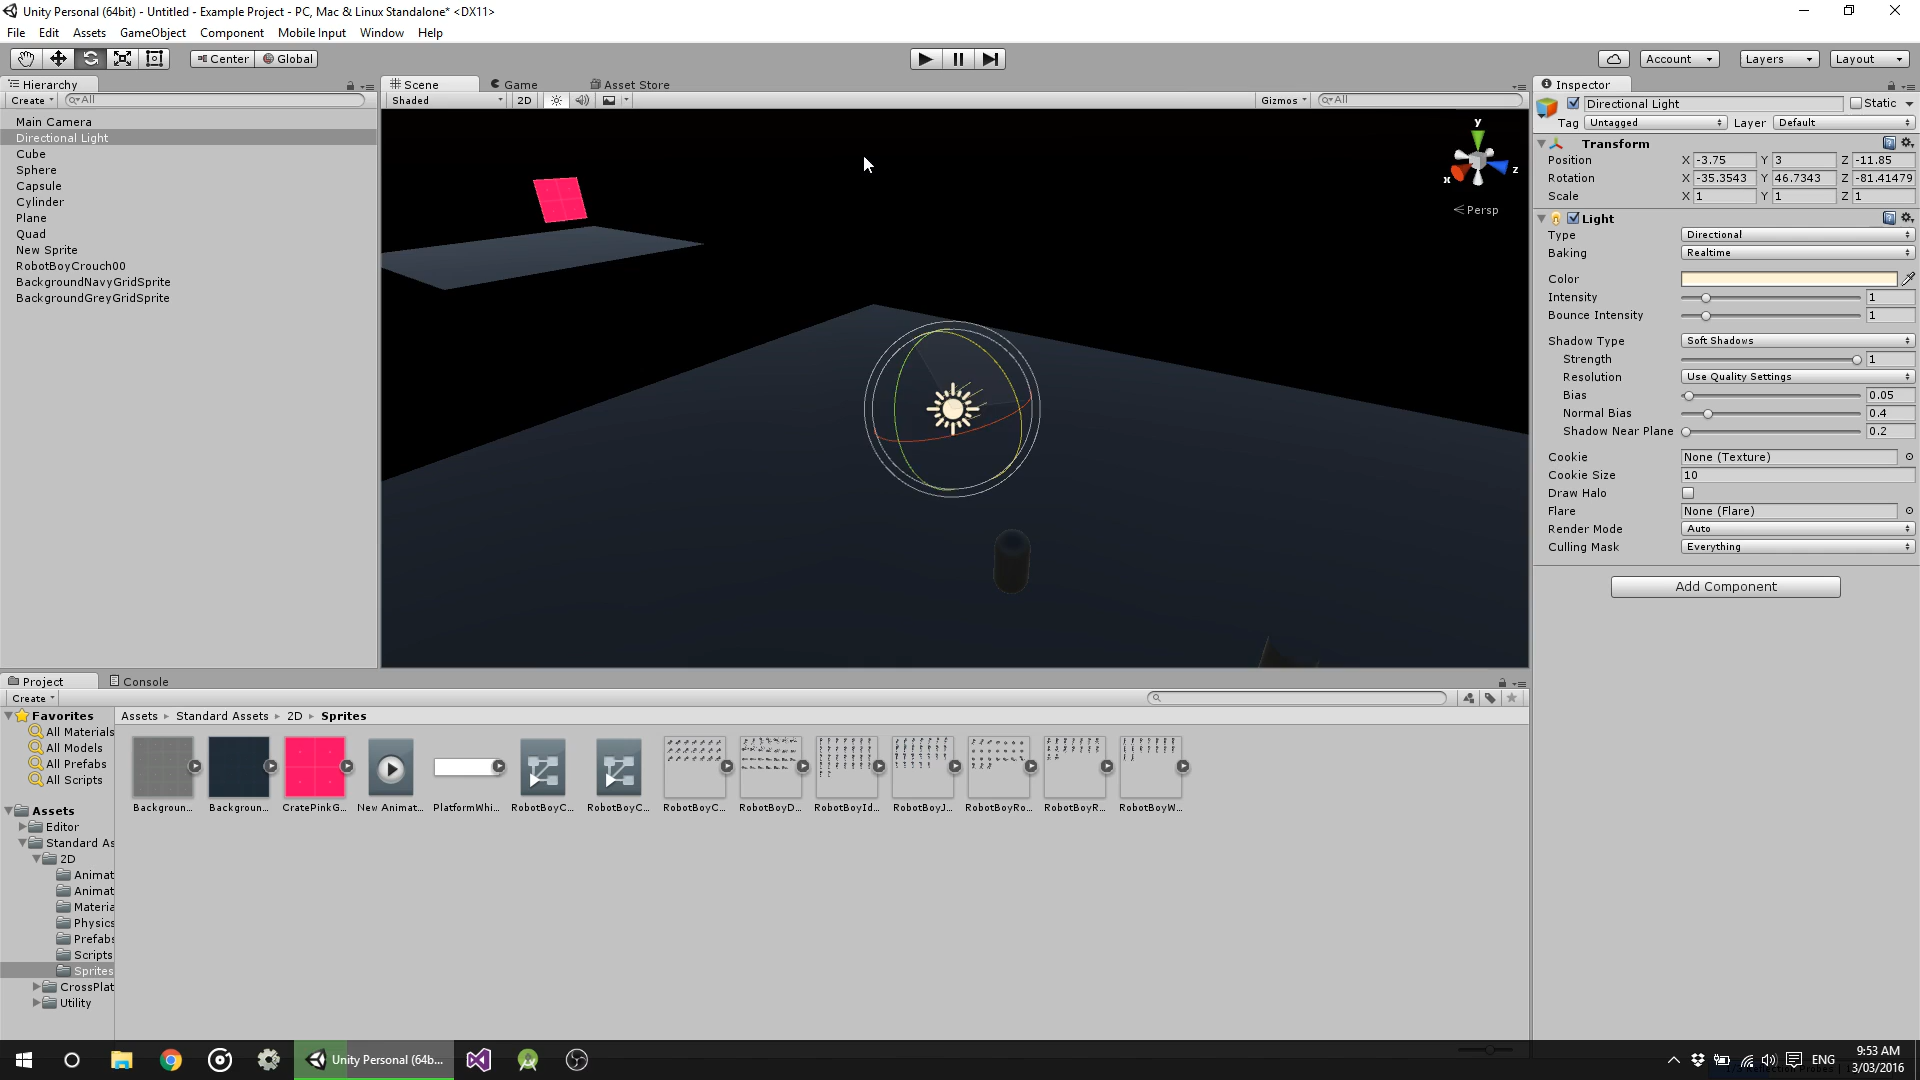 Unity Personal (64bit) - Untitled - Example Project - PC, Mac & Linux Standalone* <DX11>
File Edit Assets GameObject Component Mobile Input Window Help
Center Global
Account Layers Layout
Hierarchy
Create All
Main Camera
Directional Light
Cube
Sphere
Capsule
Cylinder
Plane
Quad
New Sprite
RobotBoyCrouch00
BackgroundNavyGridSprite
BackgroundGreyGridSprite
Scene Game Asset Store
Shaded 2D Gizmos All
y
x z
Persp
Inspector
Directional Light Static
Tag Untagged Layer Default
Transform
Position X -3.75 Y 3 Z -11.85
Rotation X -35.3543 Y 46.7343 Z -81.41479
Scale X 1 Y 1 Z 1
Light
Type Directional
Baking Realtime
Color
Intensity 1
Bounce Intensity 1
Shadow Type Soft Shadows
Strength 1
Resolution Use Quality Settings
Bias 0.05
Normal Bias 0.4
Shadow Near Plane 0.2
Cookie None (Texture)
Cookie Size 10
Draw Halo
Flare None (Flare)
Render Mode Auto
Culling Mask Everything
Add Component
Project Console
Create
Favorites
All Materials
All Models
All Prefabs
All Scripts
Assets
Editor
Standard As
2D
Animat
Animat
Materia
Physics
Prefabs
Scripts
Sprites
CrossPlat
Utility
Assets Standard Assets 2D Sprites
Backgroun... Backgroun... CratePinkG... New Animat... PlatformWhi... RobotBoyC... RobotBoyC... RobotBoyC... RobotBoyD... RobotBoyId... RobotBoyJ... RobotBoyRo... RobotBoyR... RobotBoyW...
Unity Personal (64b...
ENG
9:53 AM
3/03/2016